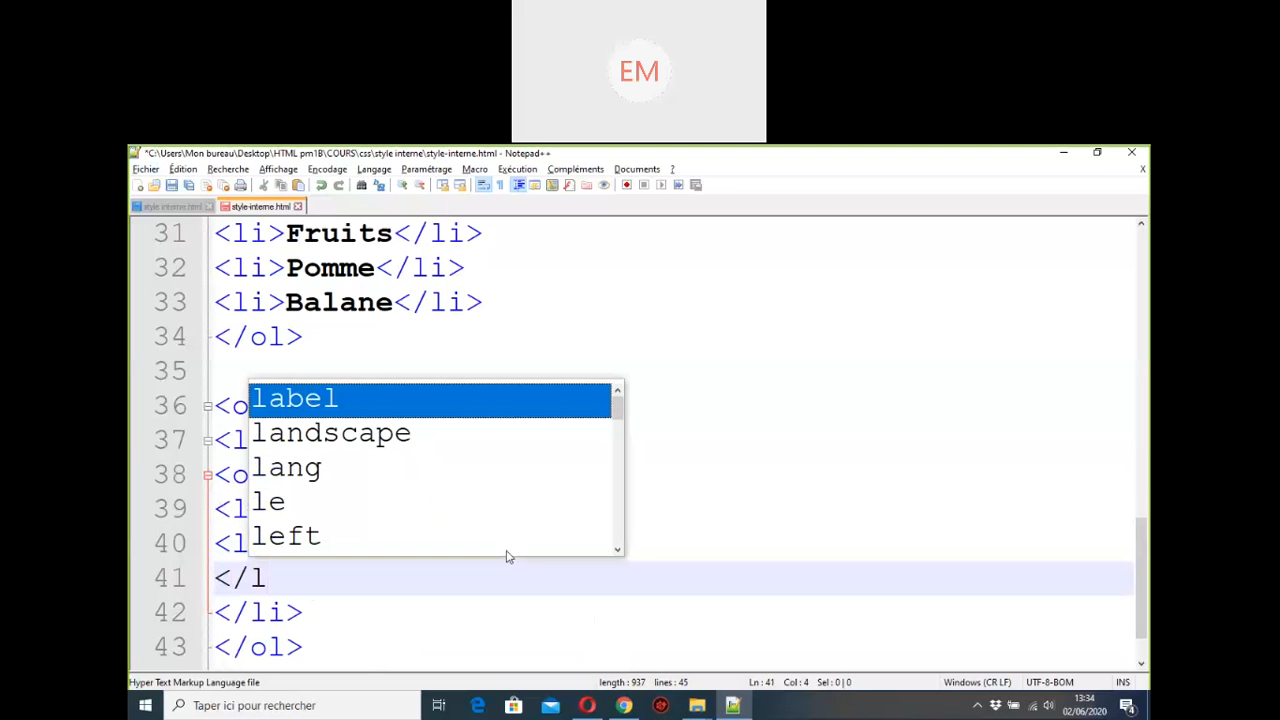 EM
*C:\Users\Mon bureau\Desktop\HTML pm1B\COURS\css\style interne\style-interne.html - Notepad++
Fichier Édition Recherche Affichage Encodage Langage Paramétrage Macro Exécution Compléments Documents ? X
style interne.html style-interne.html
31 <li>Fruits</li>
32 <li>Pomme</li>
33 <li>Balane</li>
34 </ol>
35
36 <o
37 <l
38 <o
39 <l
40 <l
label
landscape
lang
le
left
41 </l
42 </li>
43 </ol>
Hyper Text Markup Language file length : 937 lines : 45 Ln : 41 Col : 4 Sel : 0 | 0 Windows (CR LF) UTF-8-BOM INS
Taper ici pour rechercher
13:34
02/06/2020
4